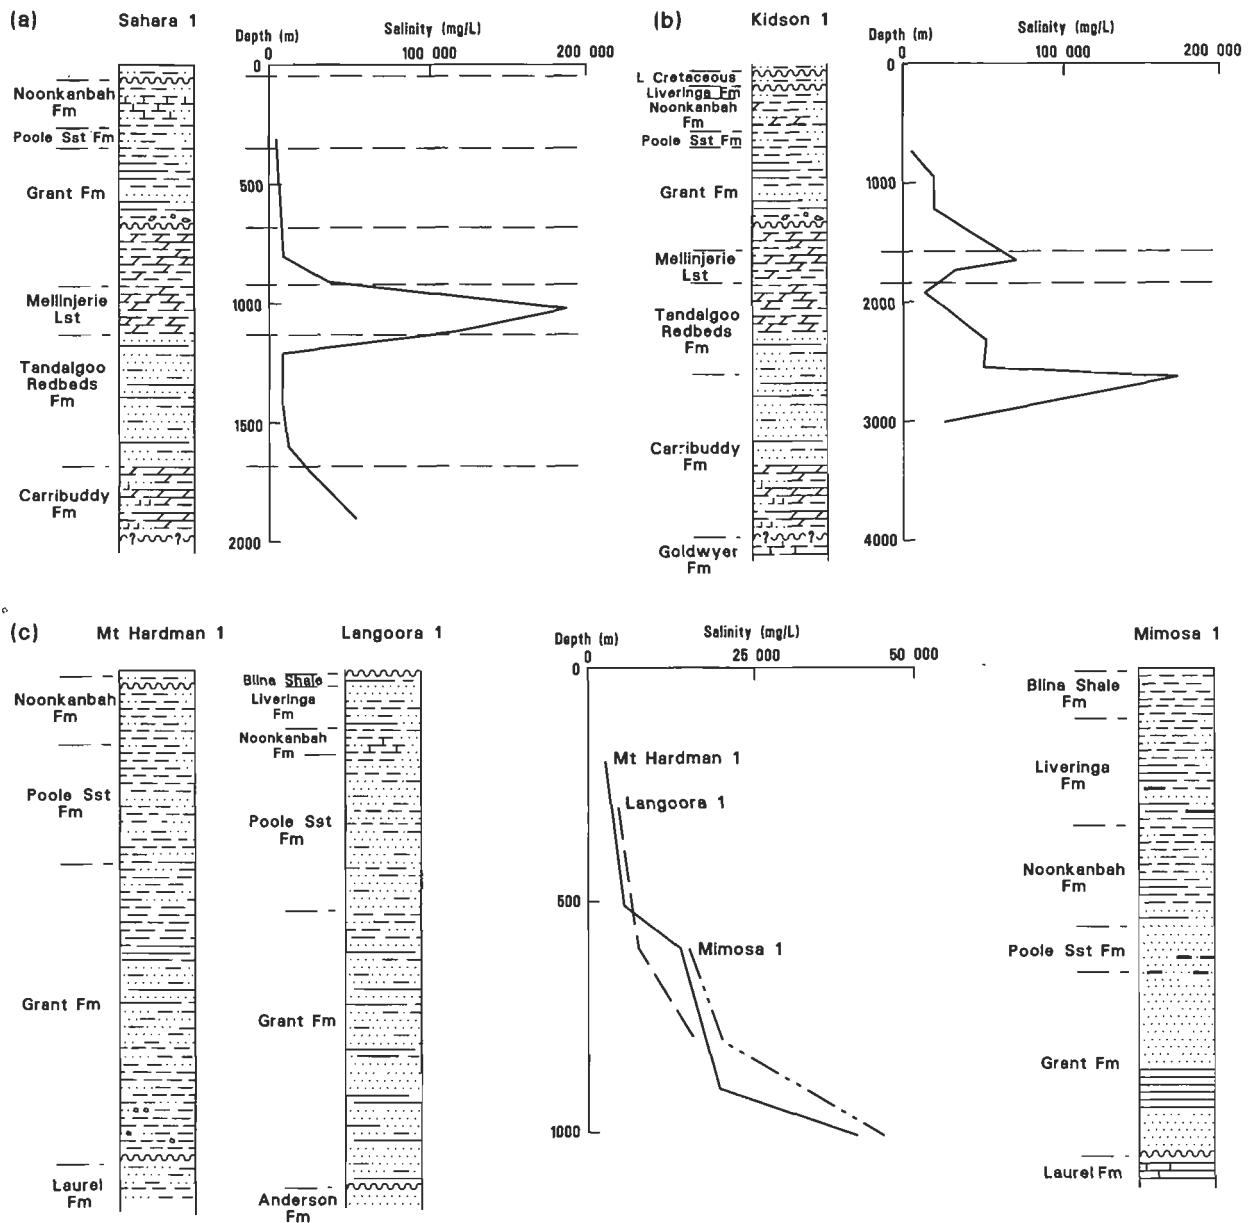 (a)
Sahara 1
Depth (m)
Salinity (mg/L)
0
100 000
200 000
0
500
1000
1500
2000
Noonkanbah
Fm
Poole Sst Fm
Grant Fm
Mellinjerie
Lst
Tandalgoo
Redbeds
Fm
Carribuddy
Fm
? ?
(b)
Kidson 1
Depth (m)
Salinity (mg/L)
0
100 000
200 000
0
1000
2000
3000
4000
L Cretaceous
Liveringa Fm
Noonkanbah
Fm
Poole Sst Fm
Grant Fm
Mellinjerie
Lst
Tandalgoo
Redbeds
Fm
Carribuddy
Fm
? ?
Goldwyer
Fm
(c)
Mt Hardman 1
Noonkanbah
Fm
Poole Sst
Fm
Grant Fm
Laurel
Fm
Langoora 1
Blina Shale
Liveringa
Fm
Noonkanbah
Fm
Poole Sst
Fm
Grant Fm
Anderson
Fm
Depth (m)
Salinity (mg/L)
0
25 000
50 000
0
500
1000
Mt Hardman 1
Langoora 1
Mimosa 1
Mimosa 1
Blina Shale
Fm
Liveringa
Fm
Noonkanbah
Fm
Poole Sst Fm
Grant Fm
Laurel Fm